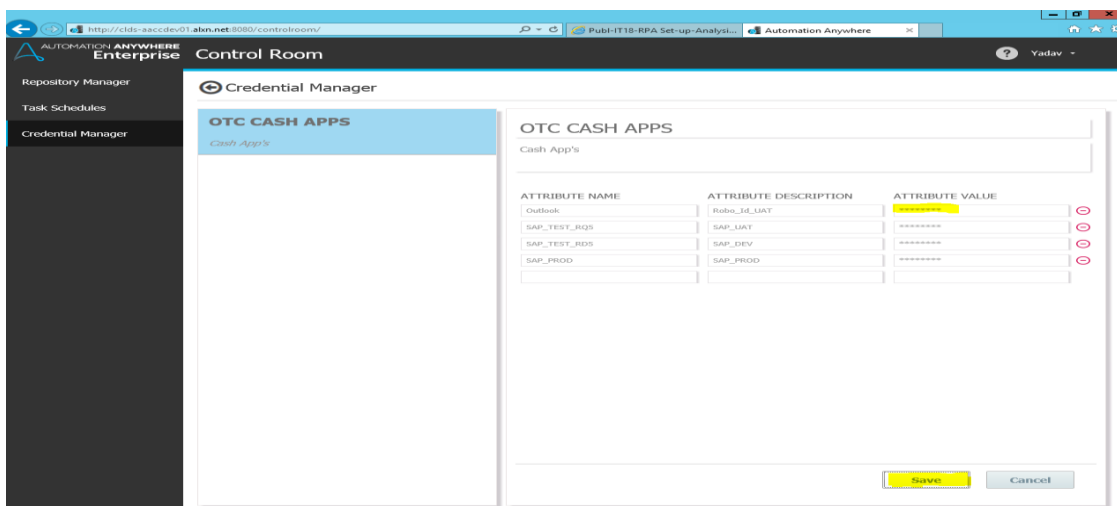 http://clds-aaccdev01.alxn.net:8080/controlroom/
Publ-IT18-RPA Set-up-Analysi...
Automation Anywhere
AUTOMATION ANYWHERE
Enterprise
Control Room
? Yadav
Repository Manager
Task Schedules
Credential Manager
Credential Manager
OTC CASH APPS
Cash App's
OTC CASH APPS
Cash App's
ATTRIBUTE NAME ATTRIBUTE DESCRIPTION ATTRIBUTE VALUE
Outlook Robo_Id_UAT ********
SAP_TEST_RQ5 SAP_UAT ********
SAP_TEST_RD5 SAP_DEV ********
SAP_PROD SAP_PROD ********
Save Cancel